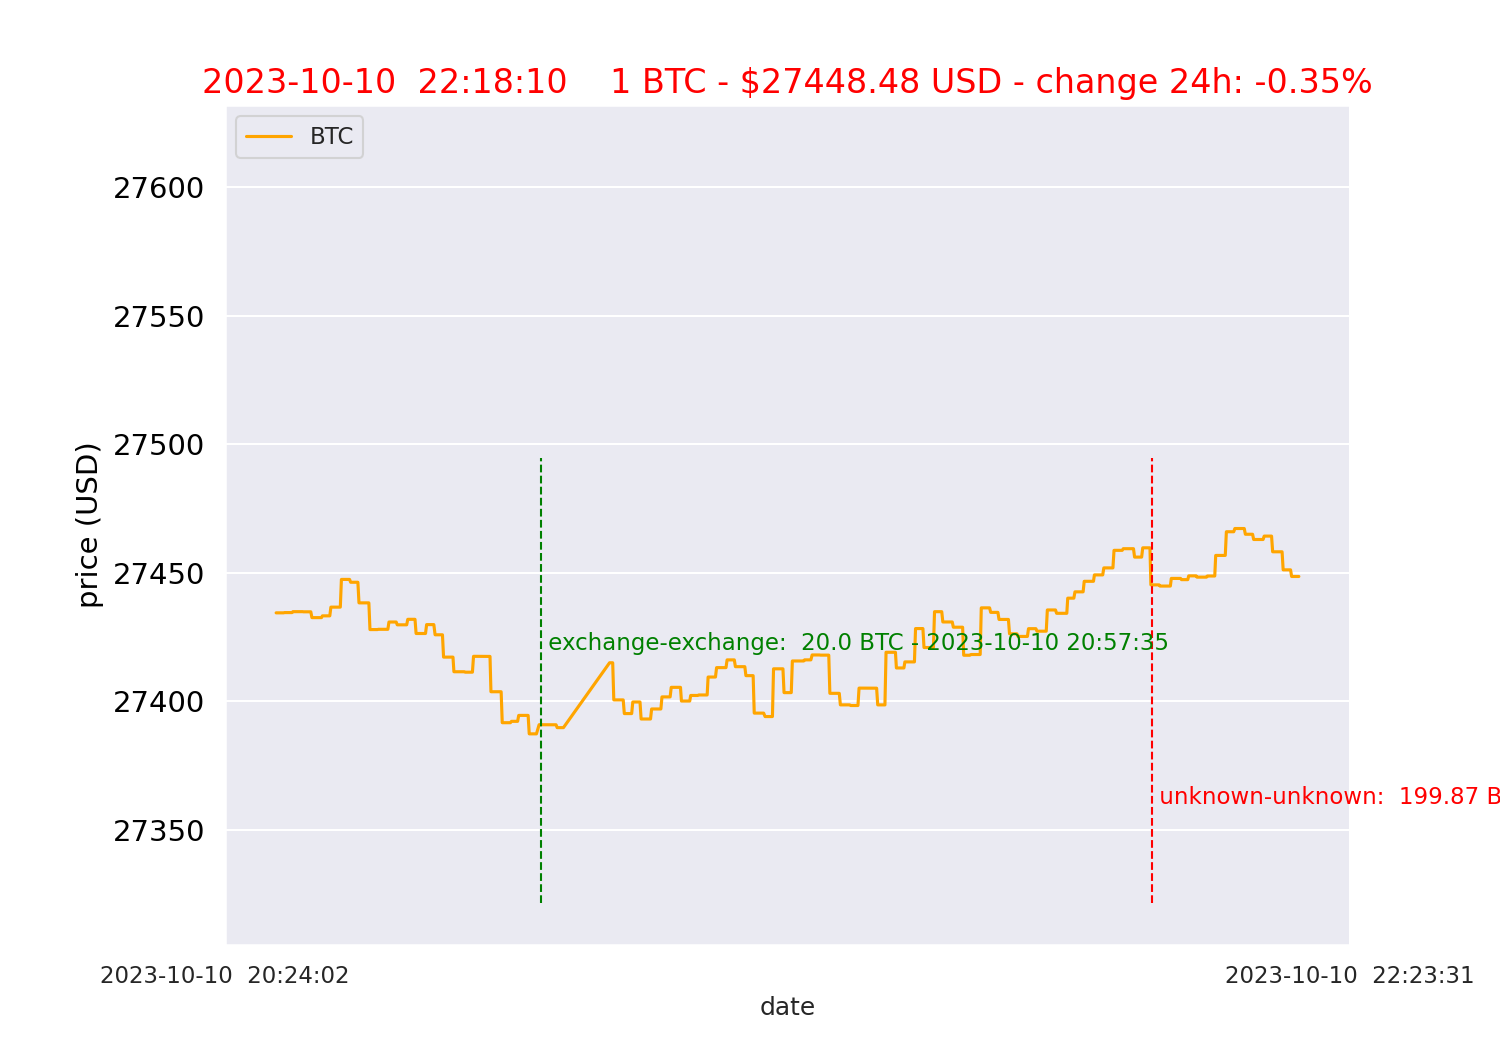 2023-10-10  22:18:10    1 BTC - $27448.48 USD - change 24h: -0.35%
BTC
27600
27550
27500
27450
27400
27350
price (USD)
exchange-exchange:  20.0 BTC - 2023-10-10 20:57:35
unknown-unknown:  199.87 B
2023-10-10  20:24:02
2023-10-10  22:23:31
date